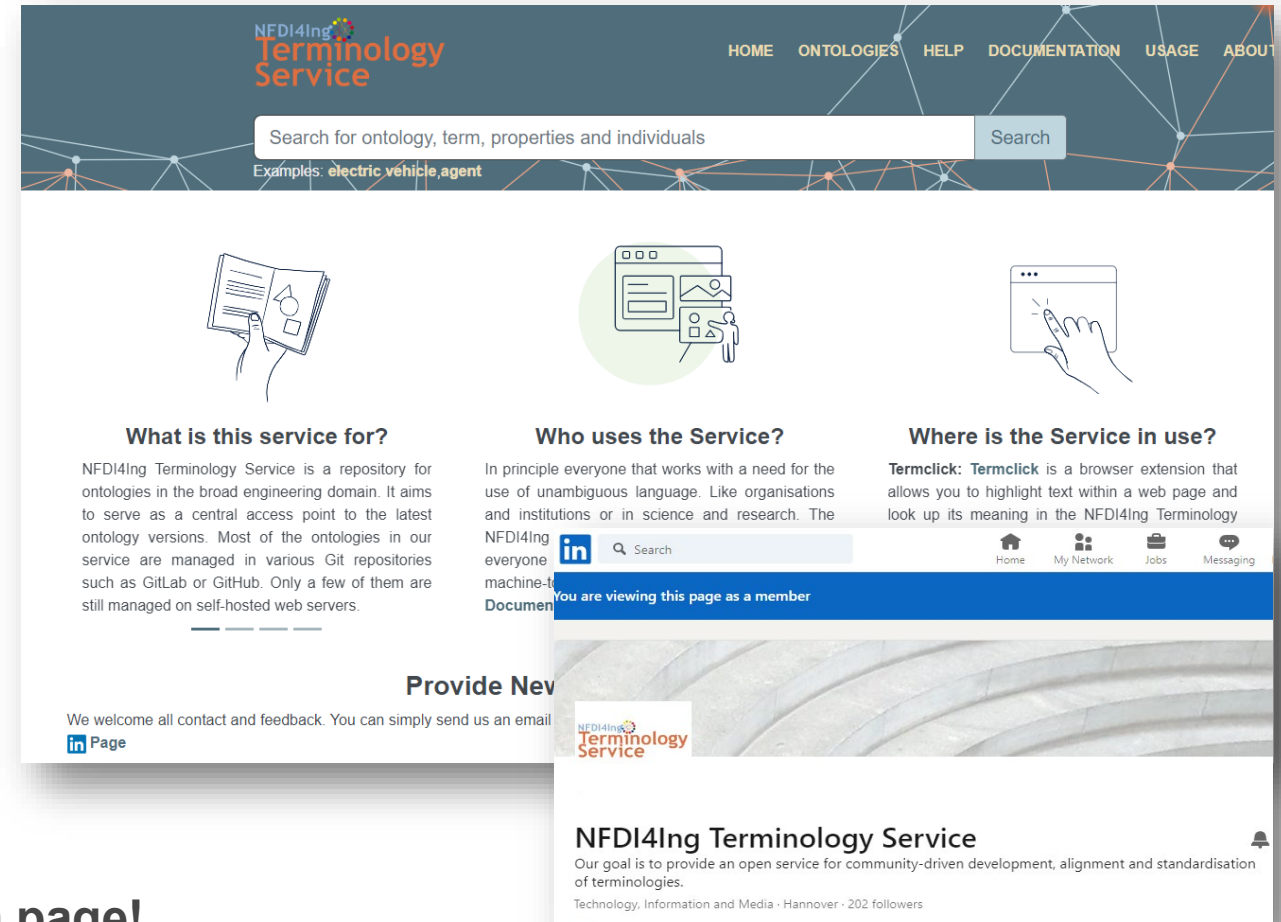 NFDI4Ing
Terminology
Service
HOME ONTOLOGIES HELP DOCUMENTATION USAGE ABOUT
Search for ontology, term, properties and individuals
Search
Examples: electric vehicle,agent
What is this service for?
NFDI4Ing Terminology Service is a repository for
ontologies in the broad engineering domain. It aims
to serve as a central access point to the latest
ontology versions. Most of the ontologies in our
service are managed in various Git repositories
such as GitLab or GitHub. Only a few of them are
still managed on self-hosted web servers.
Who uses the Service?
In principle everyone that works with a need for the
use of unambiguous language. Like organisations
and institutions or in science and research. The
NFDI4Ing
everyone
Where is the Service in use?
Termclick: Termclick is a browser extension that
allows you to highlight text within a web page and
look up its meaning in the NFDI4Ing Terminology
Provide
We welcome all contact and feedback. You can simply send us an email
in Page
in Search
Home My Network Jobs Messaging
You are viewing this page as a member
NFDI4Ing
Terminology
Service
NFDI4Ing Terminology Service
Our goal is to provide an open service for community-driven development, alignment and standardisation
of terminologies.
Technology, Information and Media · Hannover · 202 followers
page!